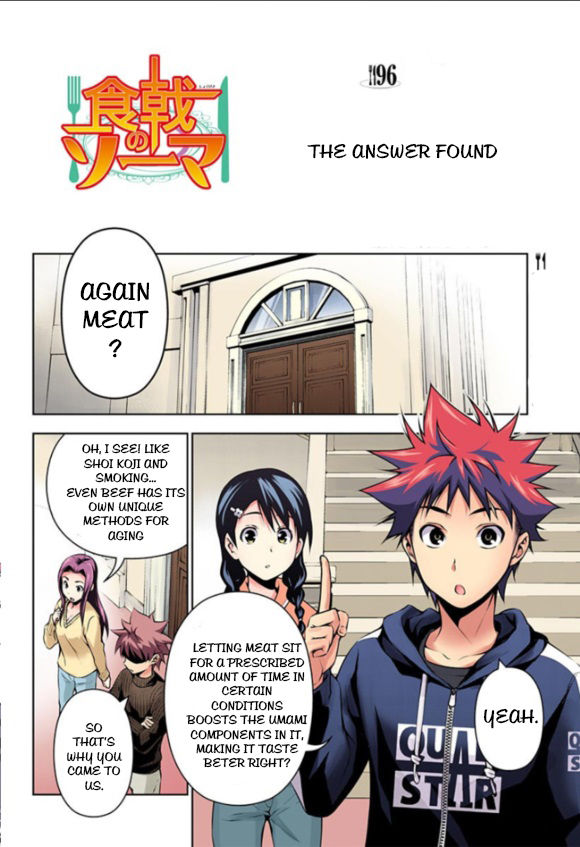 食戟の
ソーマ
196
THE ANSWER FOUND
AGAIN
MEAT
?
OH, I SEE! LIKE
SHOI KOJI AND
SMOKING...
EVEN BEEF HAS ITS
OWN UNIQUE
METHODS FOR
AGING
LETTING MEAT SIT
FOR A PRESCRIBED
AMOUNT OF TIME IN
CERTAIN
CONDITIONS
BOOSTS THE UMAMI
COMPONENTS IN IT,
MAKING IT TASTE
BETER RIGHT?
YEAH.
SO
THAT'S
WHY YOU
CAME TO
US.
STAR